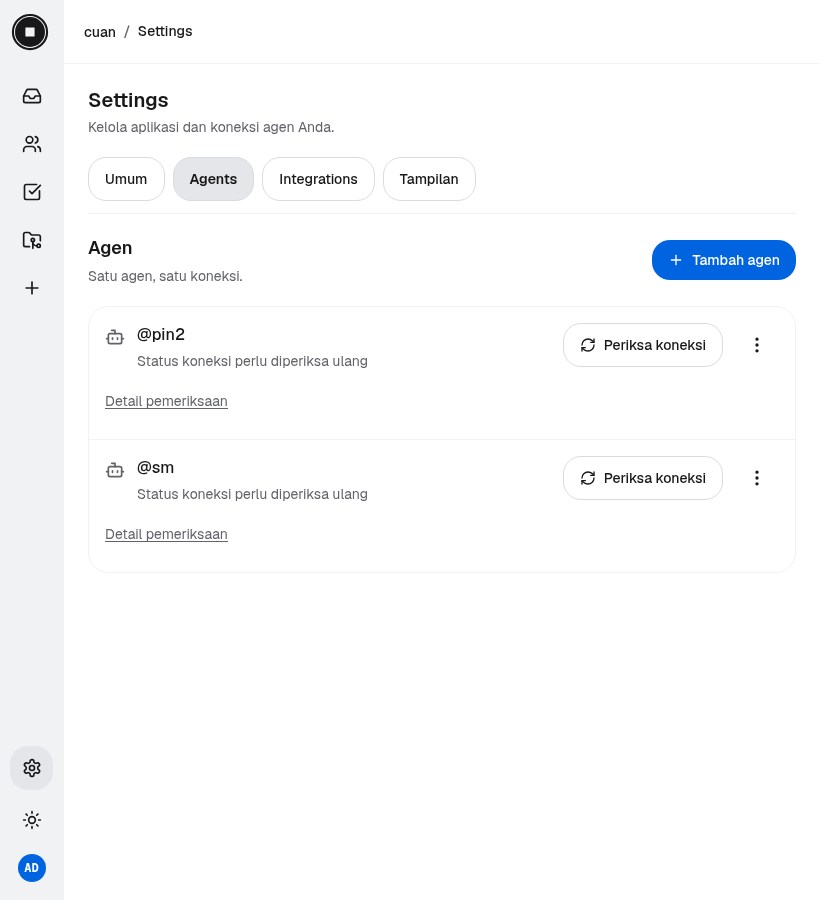 cuan / Settings
Settings
Kelola aplikasi dan koneksi agen Anda.
Umum Agents Integrations Tampilan
Agen
Satu agen, satu koneksi.
Tambah agen
@pin2
Status koneksi perlu diperiksa ulang
Periksa koneksi
Detail pemeriksaan
@sm
Status koneksi perlu diperiksa ulang
Periksa koneksi
Detail pemeriksaan
AD